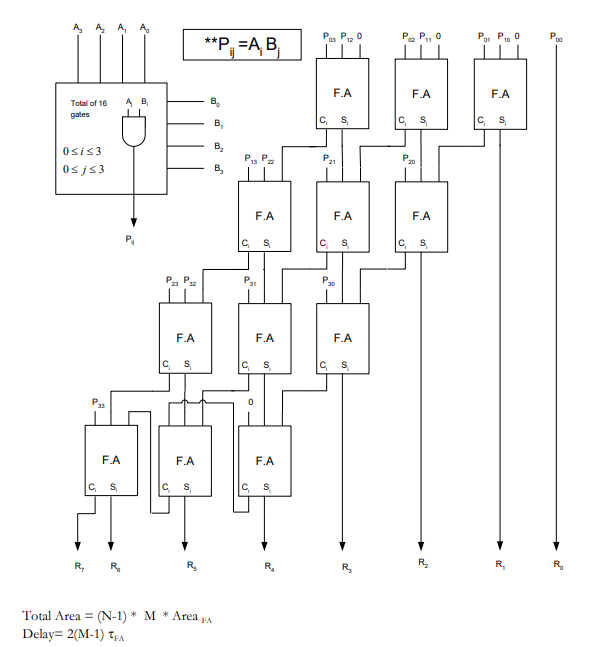 A₃ A₂ A₁ A₀
**Pᵢⱼ =AᵢBⱼ
P₀₃ P₁₂ 0 P₀₂ P₁₁ 0 P₀₁ P₁₀ 0 P₀₀
Total of 16
gates
Aᵢ Bᵢ
0 ≤ i ≤ 3
0 ≤ j ≤ 3
B₀
B₁
B₂
B₃
Pᵢⱼ
F.A F.A F.A
Cᵢ Sᵢ Cᵢ Sᵢ Cᵢ Sᵢ
P₁₃ P₂₂ P₂₁ P₂₀
F.A F.A F.A
Cᵢ Sᵢ Cᵢ Sᵢ Cᵢ Sᵢ
P₂₃ P₃₂ P₃₁ P₃₀
F.A F.A F.A
Cᵢ Sᵢ Cᵢ Sᵢ Cᵢ Sᵢ
P₃₃ 0
F.A F.A F.A
Cᵢ Sᵢ Cᵢ Sᵢ Cᵢ Sᵢ
R₇ R₆ R₅ R₄ R₃ R₂ R₁ R₀
Total Area = (N-1) * M * Area FA
Delay= 2(M-1) τFA